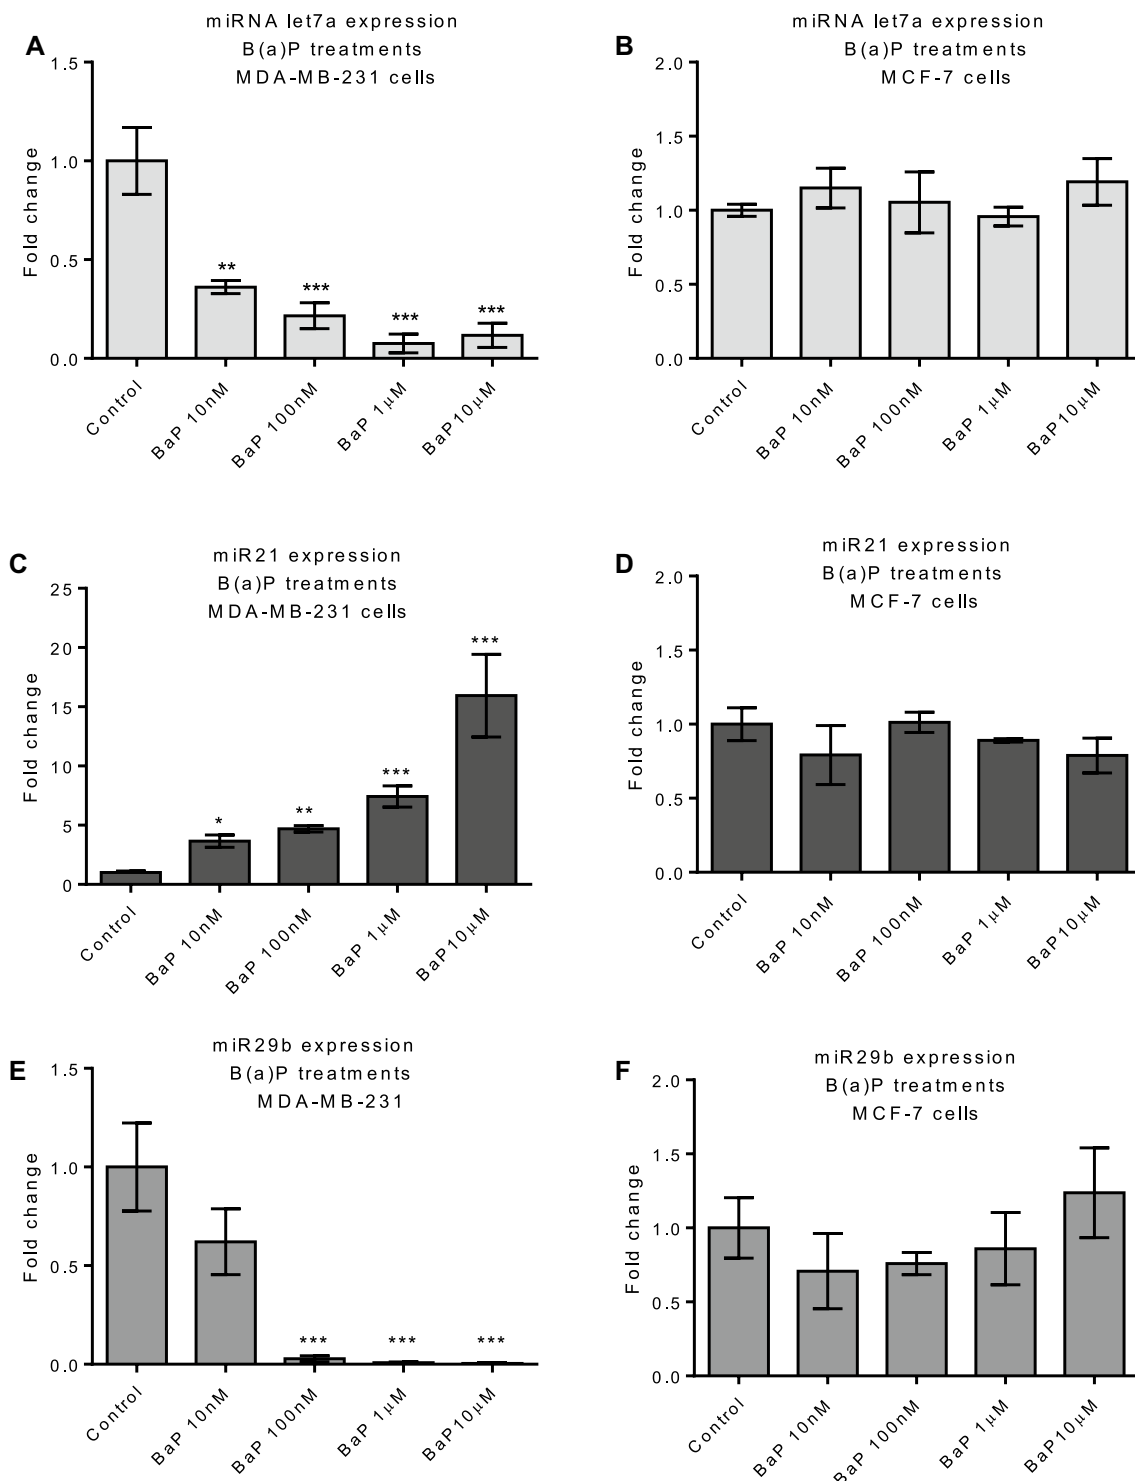 A
miRNA let7a expression
B(a)P treatments
MDA-MB-231 cells
Fold change
1.5
1.0
0.5
0.0
**
***
***
***
Control
BaP 10nM
BaP 100nM
BaP 1µM
BaP10µM
B
miRNA let7a expression
B(a)P treatments
MCF-7 cells
Fold change
2.0
1.5
1.0
0.5
0.0
Control
BaP 10nM
BaP 100nM
BaP 1µM
BaP10µM
C
miR21 expression
B(a)P treatments
MDA-MB-231 cells
Fold change
25
20
15
10
5
0
*
**
***
***
Control
BaP 10nM
BaP 100nM
BaP 1µM
BaP10µM
D
miR21 expression
B(a)P treatments
MCF-7 cells
Fold change
2.0
1.5
1.0
0.5
0.0
Control
BaP 10nM
BaP 100nM
BaP 1µM
BaP10µM
E
miR29b expression
B(a)P treatments
MDA-MB-231
Fold change
1.5
1.0
0.5
0.0
***
***
***
Control
BaP 10nM
BaP 100nM
BaP 1µM
BaP10µM
F
miR29b expression
B(a)P treatments
MCF-7 cells
Fold change
2.0
1.5
1.0
0.5
0.0
Control
BaP 10nM
BaP 100nM
BaP 1µM
BaP10µM